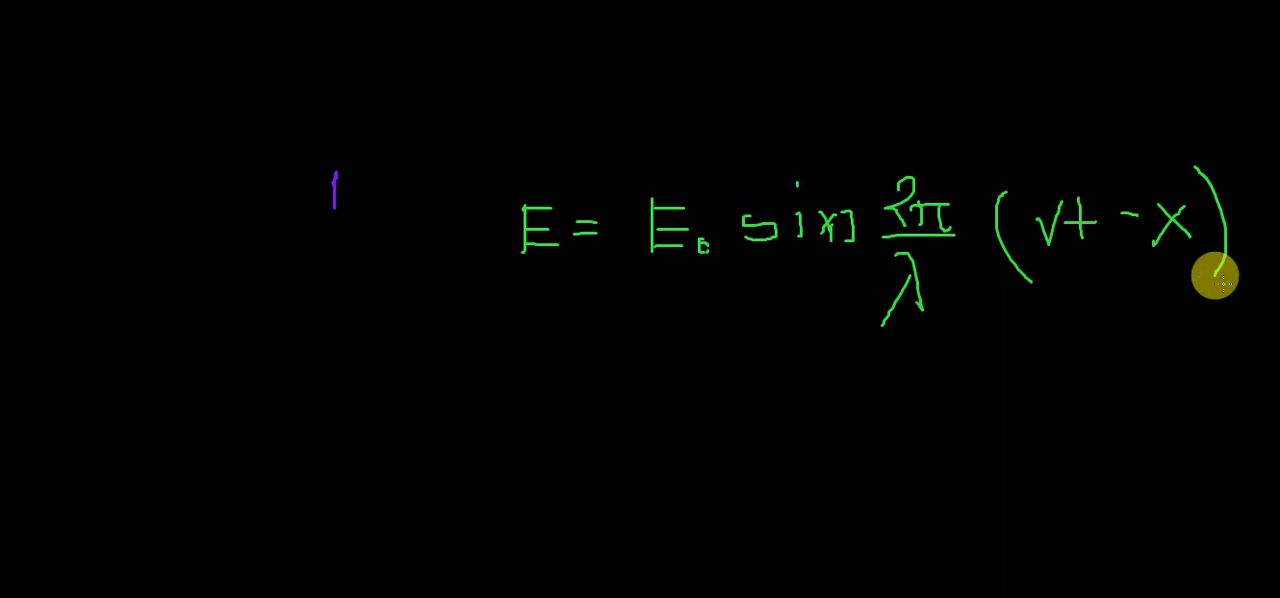 E = E₀ sin 2π/λ (vt - x)